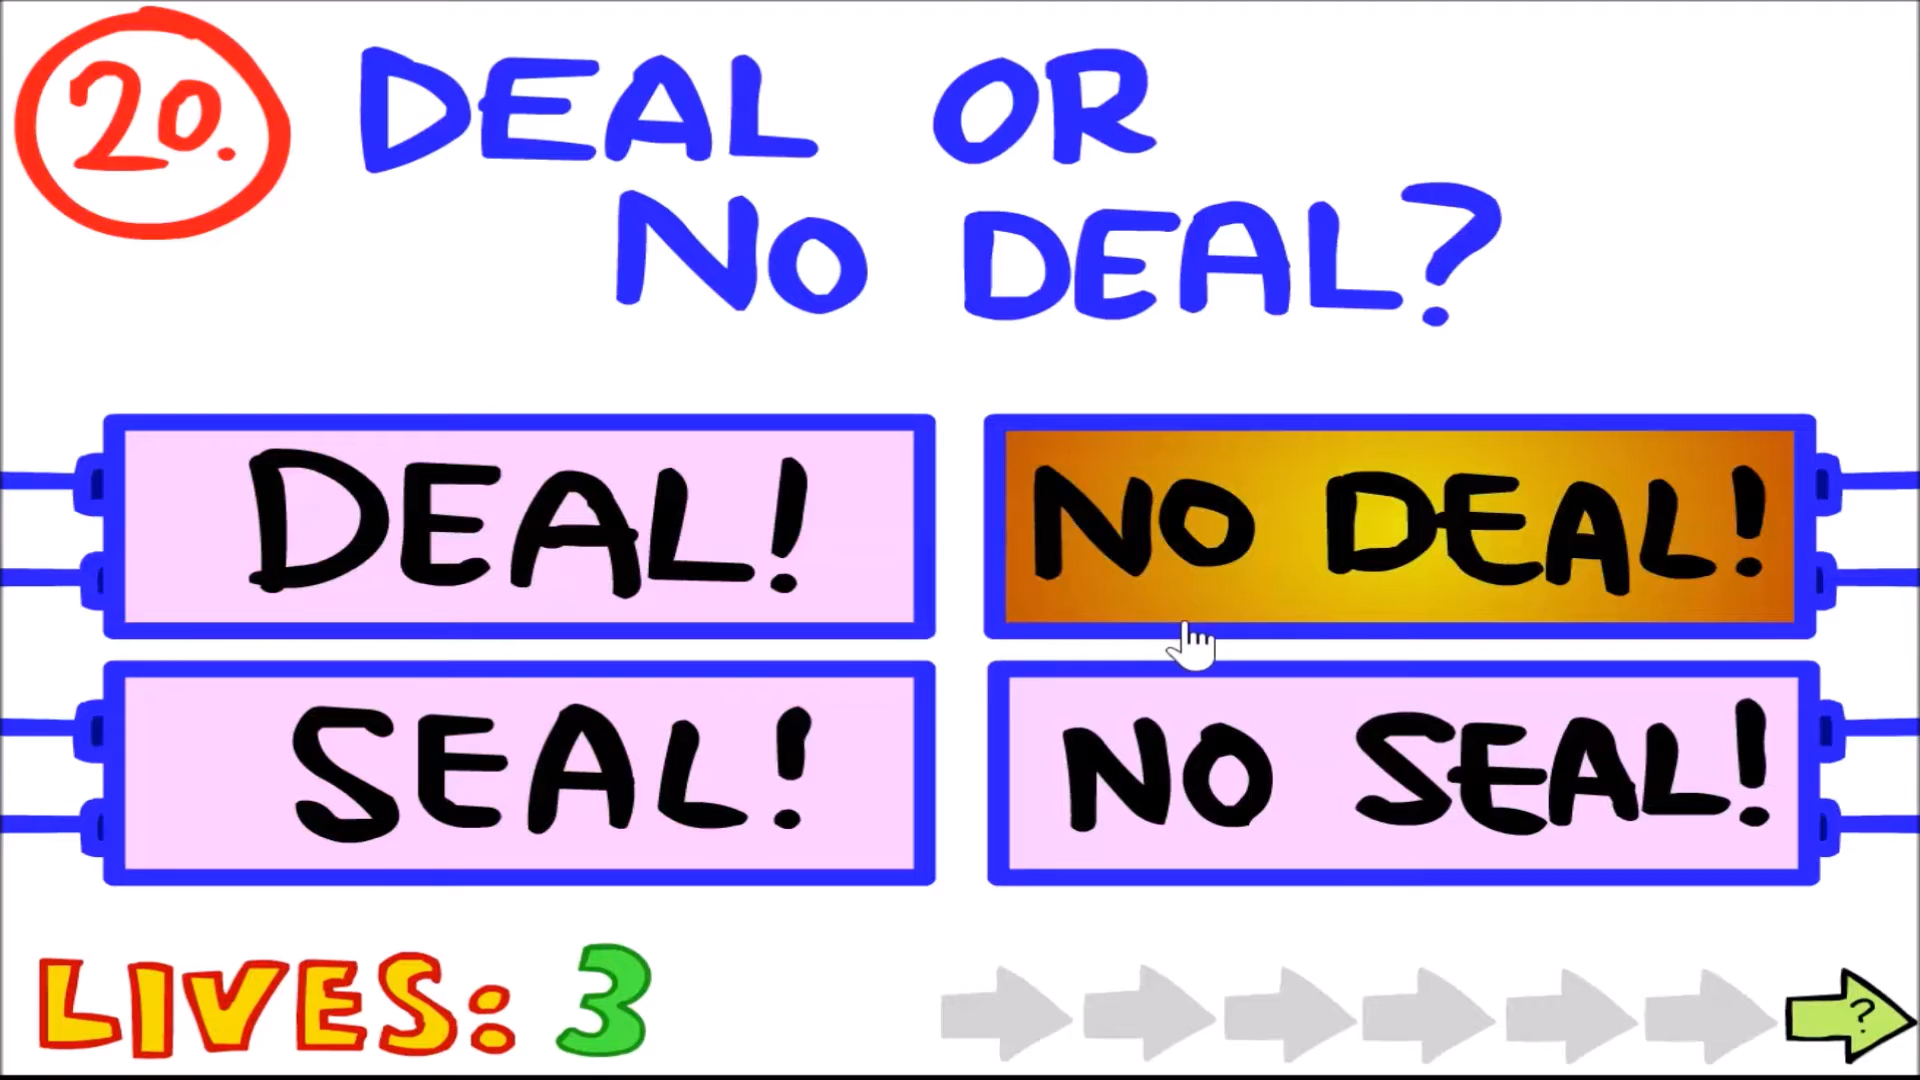 20.
DEAL OR
NO DEAL?
DEAL!
NO DEAL!
SEAL!
NO SEAL!
LIVES: 3
?